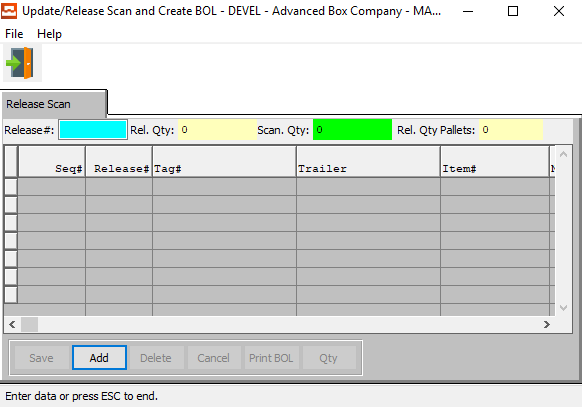 Update/Release Scan and Create BOL - DEVEL - Advanced Box Company - MA...
File Help
Release Scan
Release#: Rel. Qty: 0 Scan. Qty: 0 Rel. Qty Pallets: 0
Seq# Release# Tag# Trailer Item#
Save Add Delete Cancel Print BOL Qty
Enter data or press ESC to end.